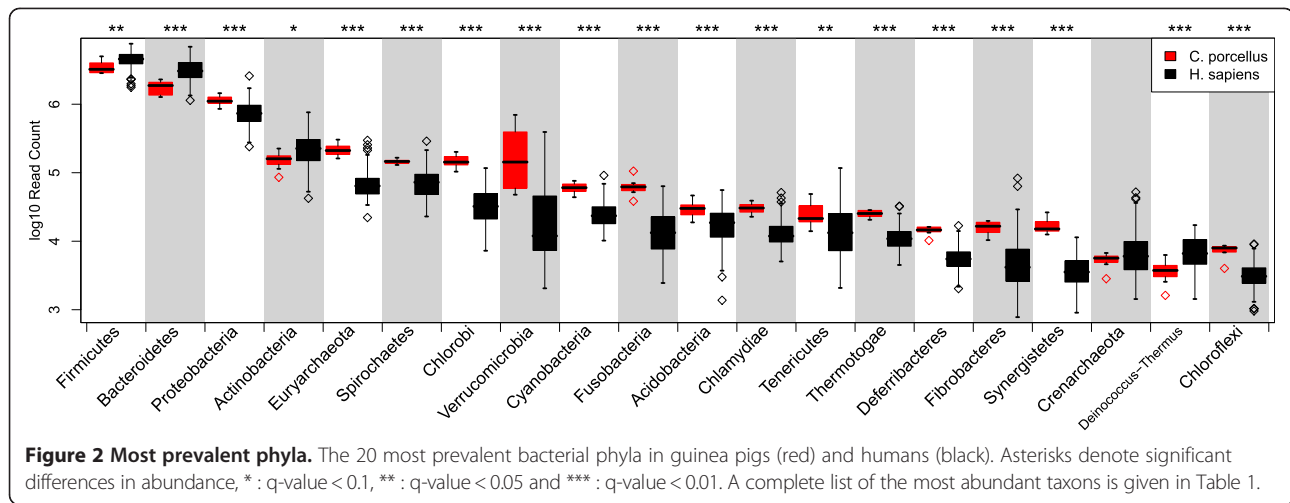 ** *** *** * *** *** *** *** *** *** *** *** ** *** *** *** *** *** ***
C. porcellus
H. sapiens
log10 Read Count
6
5
4
3
Firmicutes
Bacteroidetes
Proteobacteria
Actinobacteria
Euryarchaeota
Spirochaetes
Chlorobi
Verrucomicrobia
Cyanobacteria
Fusobacteria
Acidobacteria
Chlamydiae
Tenericutes
Thermotogae
Deferribacteres
Fibrobacteres
Synergistetes
Crenarchaeota
Deinococcus-Thermus
Chloroflexi
Figure 2 Most prevalent phyla. The 20 most prevalent bacterial phyla in guinea pigs (red) and humans (black). Asterisks denote significant
differences in abundance, * : q-value < 0.1, ** : q-value < 0.05 and *** : q-value < 0.01. A complete list of the most abundant taxons is given in Table 1.